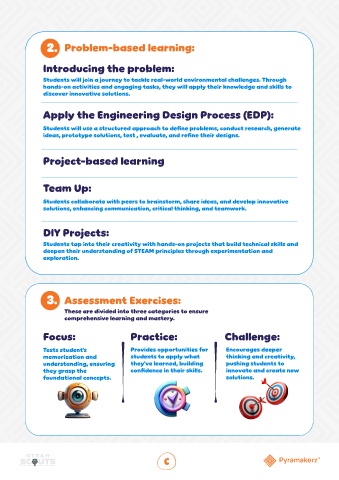 2. Problem-based learning:
Introducing the problem:
Students will join a journey to tackle real-world environmental challenges. Through
hands-on activities and engaging tasks, they will apply their knowledge and skills to
discover innovative solutions.
Apply the Engineering Design Process (EDP):
Students will use a structured approach to define problems, conduct research, generate
ideas, prototype solutions, test , evaluate, and refine their designs.
Project-based learning
Team Up:
Students collaborate with peers to brainstorm, share ideas, and develop innovative
solutions, enhancing communication, critical thinking, and teamwork.
DIY Projects:
Students tap into their creativity with hands-on projects that build technical skills and
deepen their understanding of STEAM principles through experimentation and
exploration.
3. Assessment Exercises:
These are divided into three categories to ensure
comprehensive learning and mastery.
Focus:
Tests student's
memorization and
understanding, ensuring
they grasp the
foundational concepts.
Practice:
Provides opportunities for
students to apply what
they've learned, building
confidence in their skills.
Challenge:
Encourages deeper
thinking and creativity,
pushing students to
innovate and create new
solutions.
STEAM
SCOUTS
C
Pyramakerz